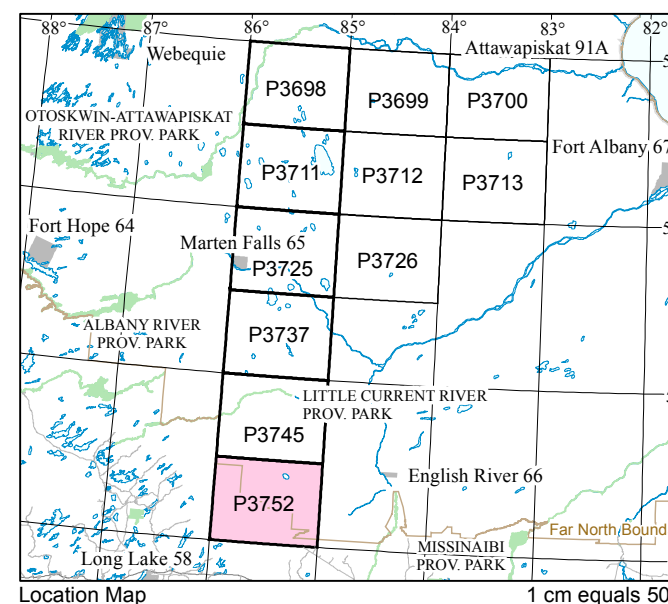 88° 87° 86° 85° 84° 83° 82°
Webequie
Attawapiskat 91A
P3698
P3699
P3700
OTOSKWIN-ATTAWAPISKAT
RIVER PROV. PARK
Fort Albany 67
P3711
P3712
P3713
Fort Hope 64
Marten Falls 65
P3725
P3726
ALBANY RIVER
PROV. PARK
P3737
LITTLE CURRENT RIVER
PROV. PARK
P3745
English River 66
P3752
Far North Bound
Long Lake 58
MISSINAIBI
PROV. PARK
Location Map
1 cm equals 50